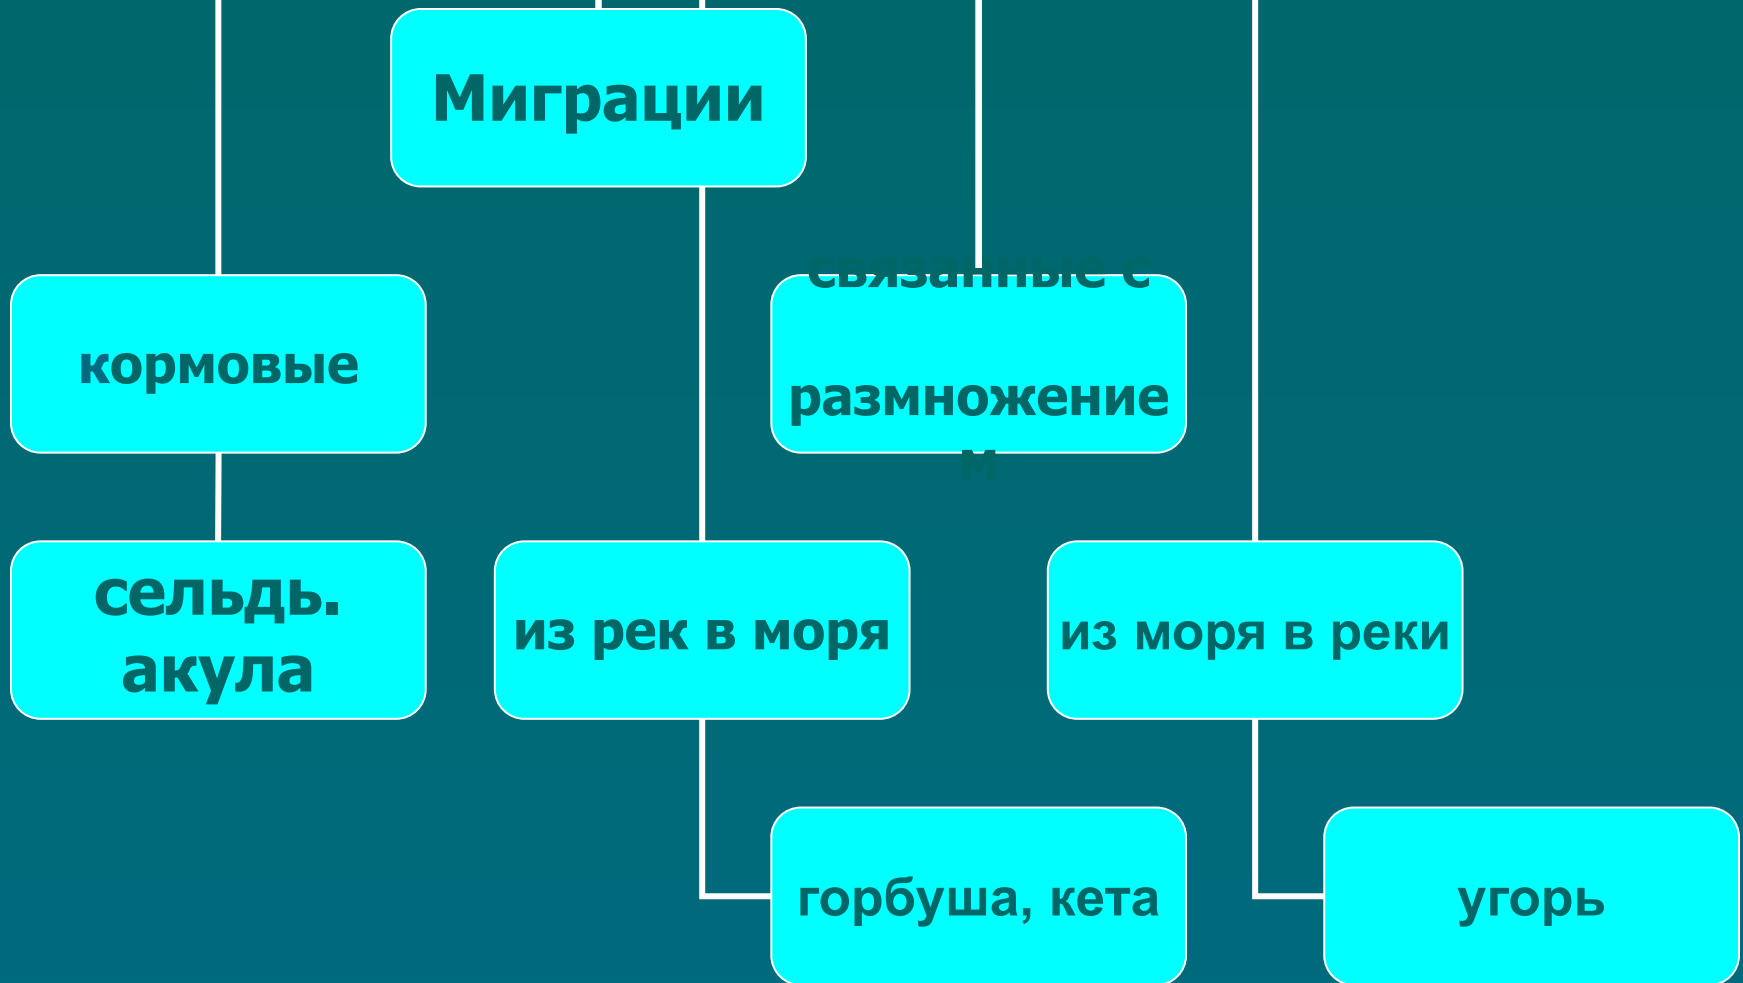 Миграции
кормовые
связанные с
размножение
м
сельдь.
акула
из рек в моря
из моря в реки
горбуша, кета
угорь